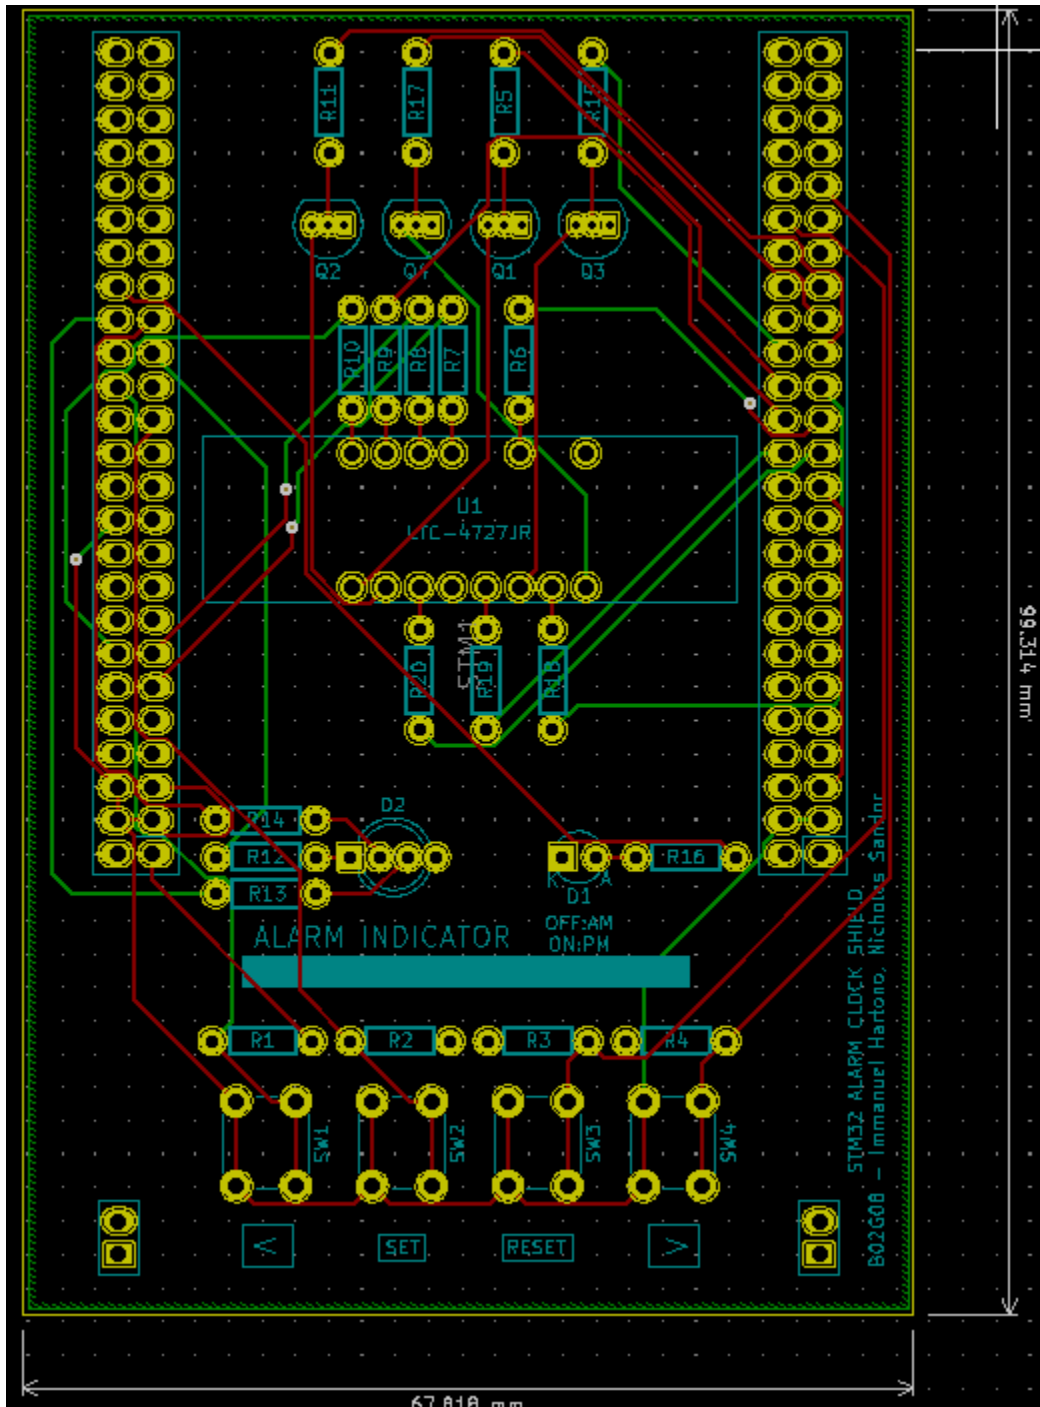 R11
R17
R5
R15
Q2
Q4
Q1
Q3
R10
R9
R8
R7
R6
U1
LTC-4727JR
STM1
R20
R19
R18
99.314 mm
R14
D2
R12
R16
R13
K
A
D1
ALARM INDICATOR
OFF:AM
ON:PM
R1
R2
R3
R4
SW1
SW2
SW3
SW4
STM32 ALARM CLOCK SHIELD
B02G08 - Immanuel Hartono, Nicholas Sandor
<
SET
RESET
>
67.818 mm